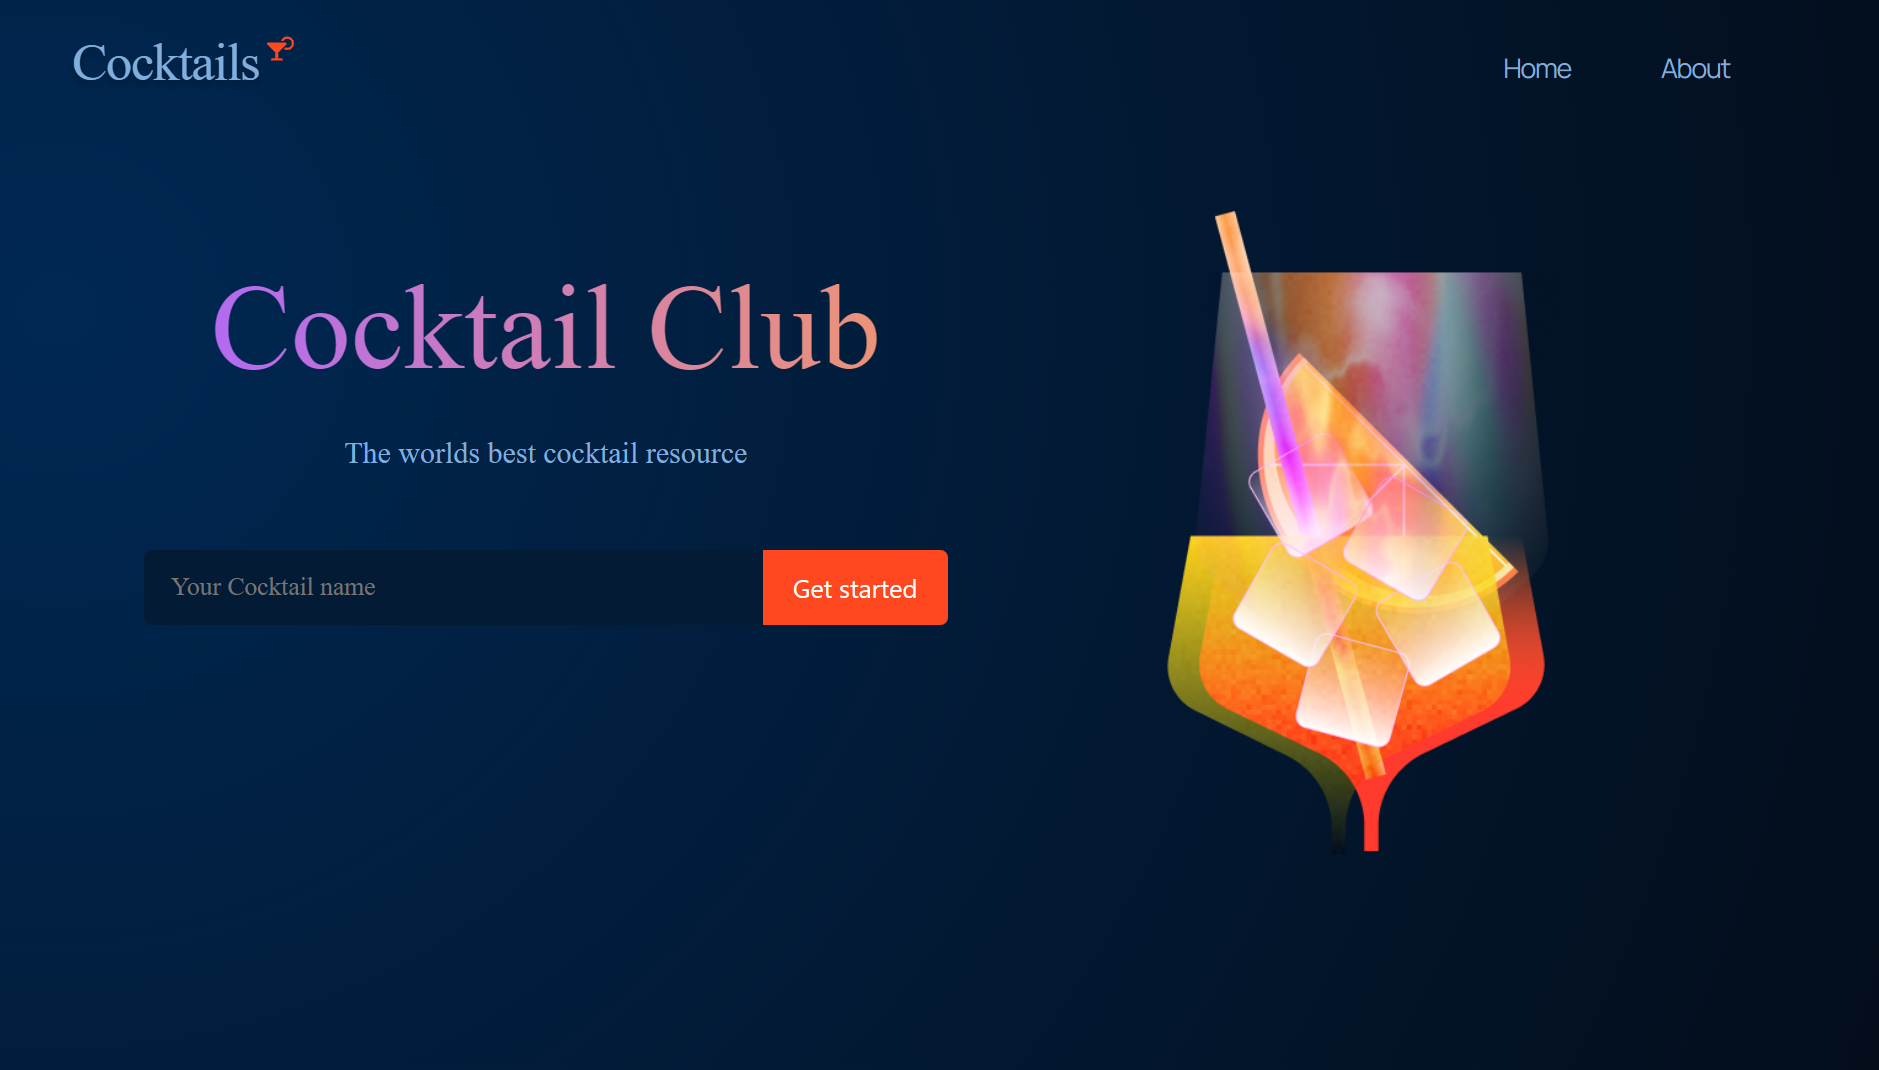 Cocktails
Home
About
Cocktail Club
The worlds best cocktail resource
Your Cocktail name
Get started